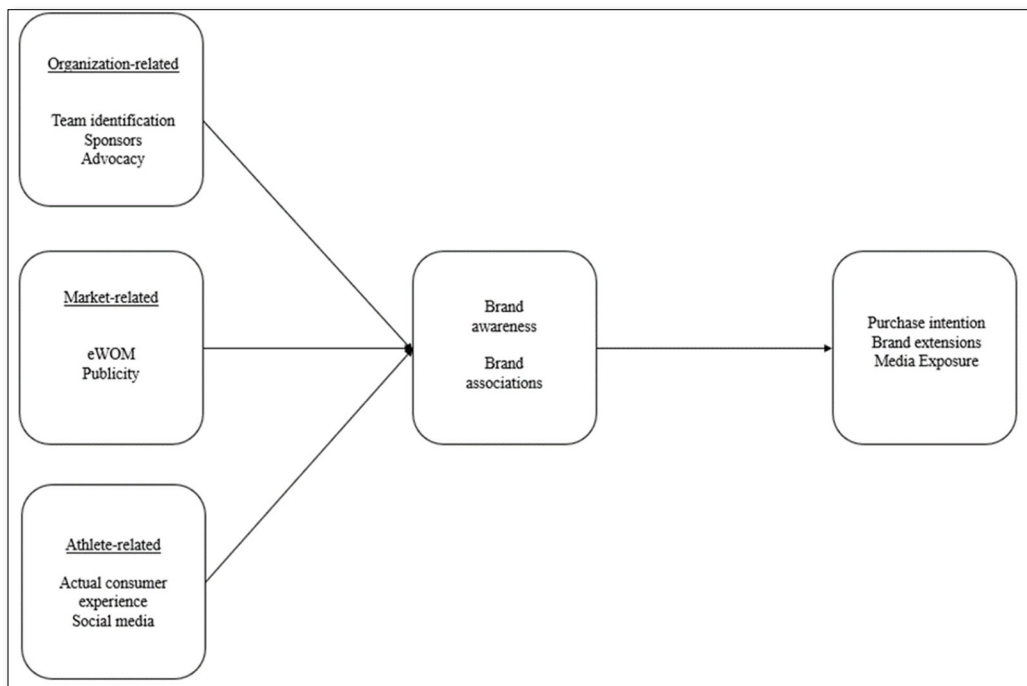 Organization-related
Team identification
Sponsors
Advocacy
Market-related
eWOM
Publicity
Athlete-related
Actual consumer
experience
Social media
Brand
awareness
Brand
associations
Purchase intention
Brand extensions
Media Exposure